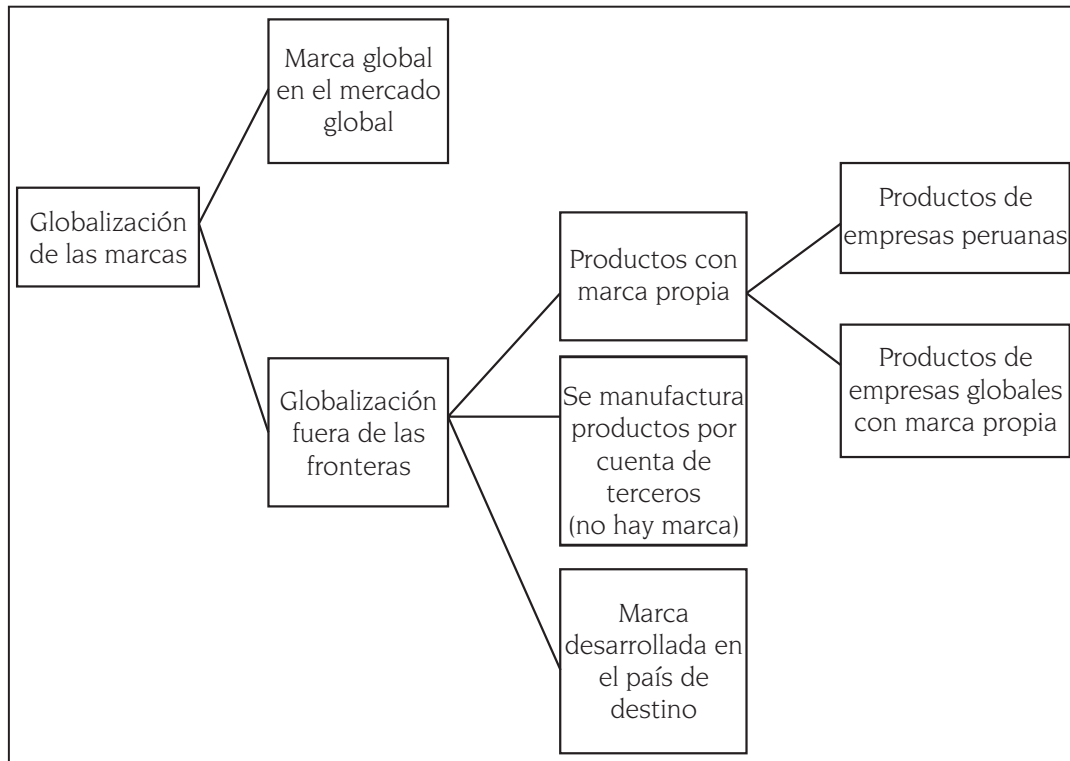 Marca global
en el mercado
global
Globalización
de las marcas
Globalización
fuera de las
fronteras
Productos con
marca propia
Se manufactura
productos por
cuenta de
terceros
(no hay marca)
Marca
desarrollada en
el país de
destino
Productos de
empresas peruanas
Productos de
empresas globales
con marca propia